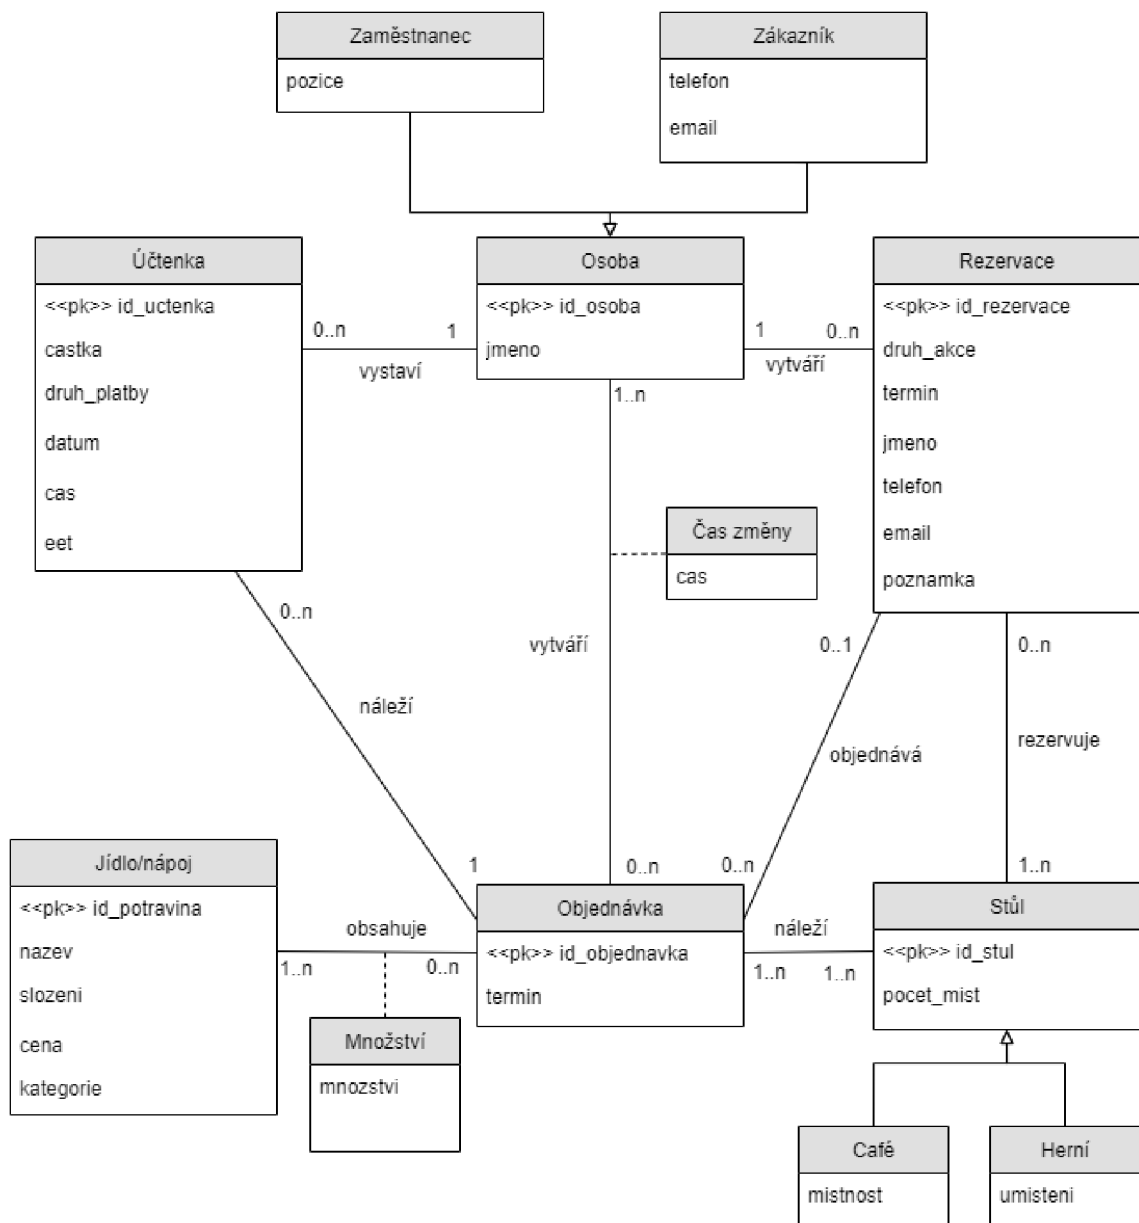 Zaměstnanec
pozice
Zákazník
telefon
email
Účtenka
<<pk>> id_uctenka
castka
druh_platby
datum
cas
eet
Osoba
<<pk>> id_osoba
jmeno
Rezervace
<<pk>> id_rezervace
druh_akce
termin
jmeno
telefon
email
poznamka
0..n
1
vystaví
1
0..n
vytváří
1..n
Čas změny
cas
0..n
vytváří
0..1
0..n
náleží
objednává
rezervuje
1
0..n
0..n
1..n
Jídlo/nápoj
<<pk>> id_potravina
nazev
slozeni
cena
kategorie
obsahuje
1..n
0..n
Množství
mnozstvi
Objednávka
<<pk>> id_objednavka
termin
náleží
1..n
1..n
Stůl
<<pk>> id_stul
pocet_mist
Café
mistnost
Herní
umisteni